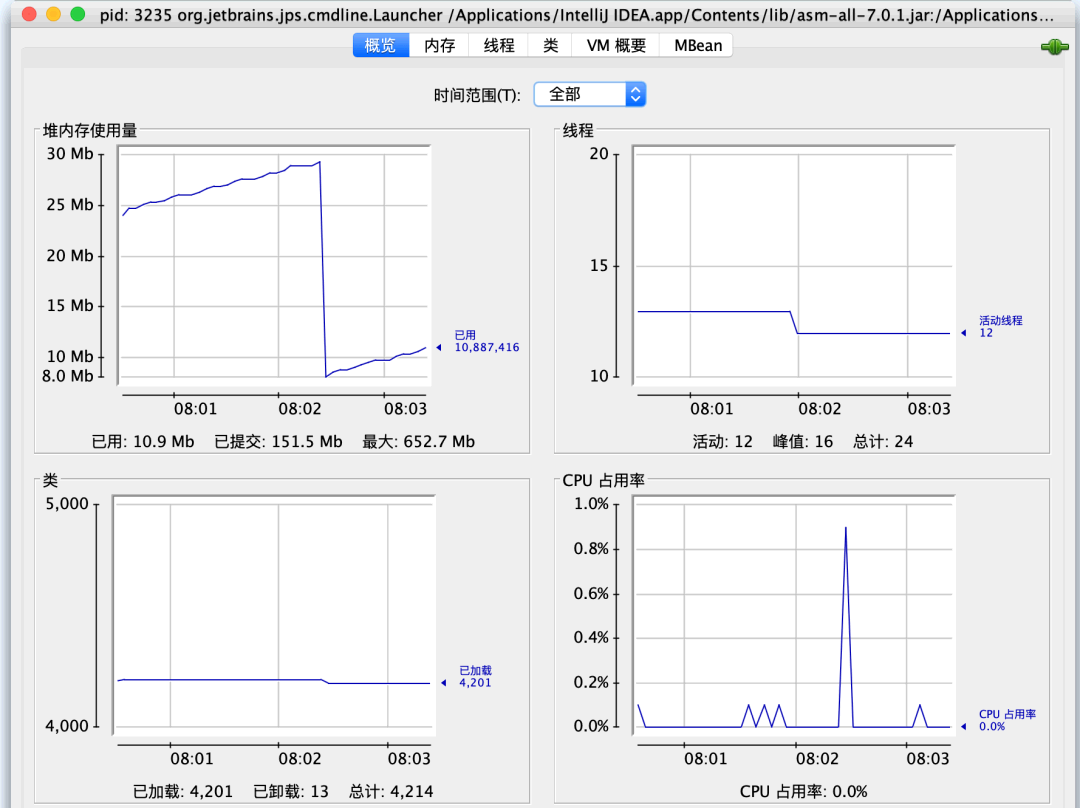 pid: 3235 org.jetbrains.jps.cmdline.Launcher /Applications/IntelliJ IDEA.app/Contents/lib/asm-all-7.0.1.jar:/Applications...
概览 内存 线程 类 VM 概要 MBean
时间范围(T): 全部
堆内存使用量
30 Mb
25 Mb
20 Mb
15 Mb
10 Mb
8.0 Mb
已用
10,887,416
08:01 08:02 08:03
已用: 10.9 Mb 已提交: 151.5 Mb 最大: 652.7 Mb
线程
20
15
10
活动线程
12
08:01 08:02 08:03
活动: 12 峰值: 16 总计: 24
类
5,000
4,000
已加载
4,201
08:01 08:02 08:03
已加载: 4,201 已卸载: 13 总计: 4,214
CPU 占用率
1.0%
0.8%
0.6%
0.4%
0.2%
0.0%
CPU 占用率
0.0%
08:01 08:02 08:03
CPU 占用率: 0.0%